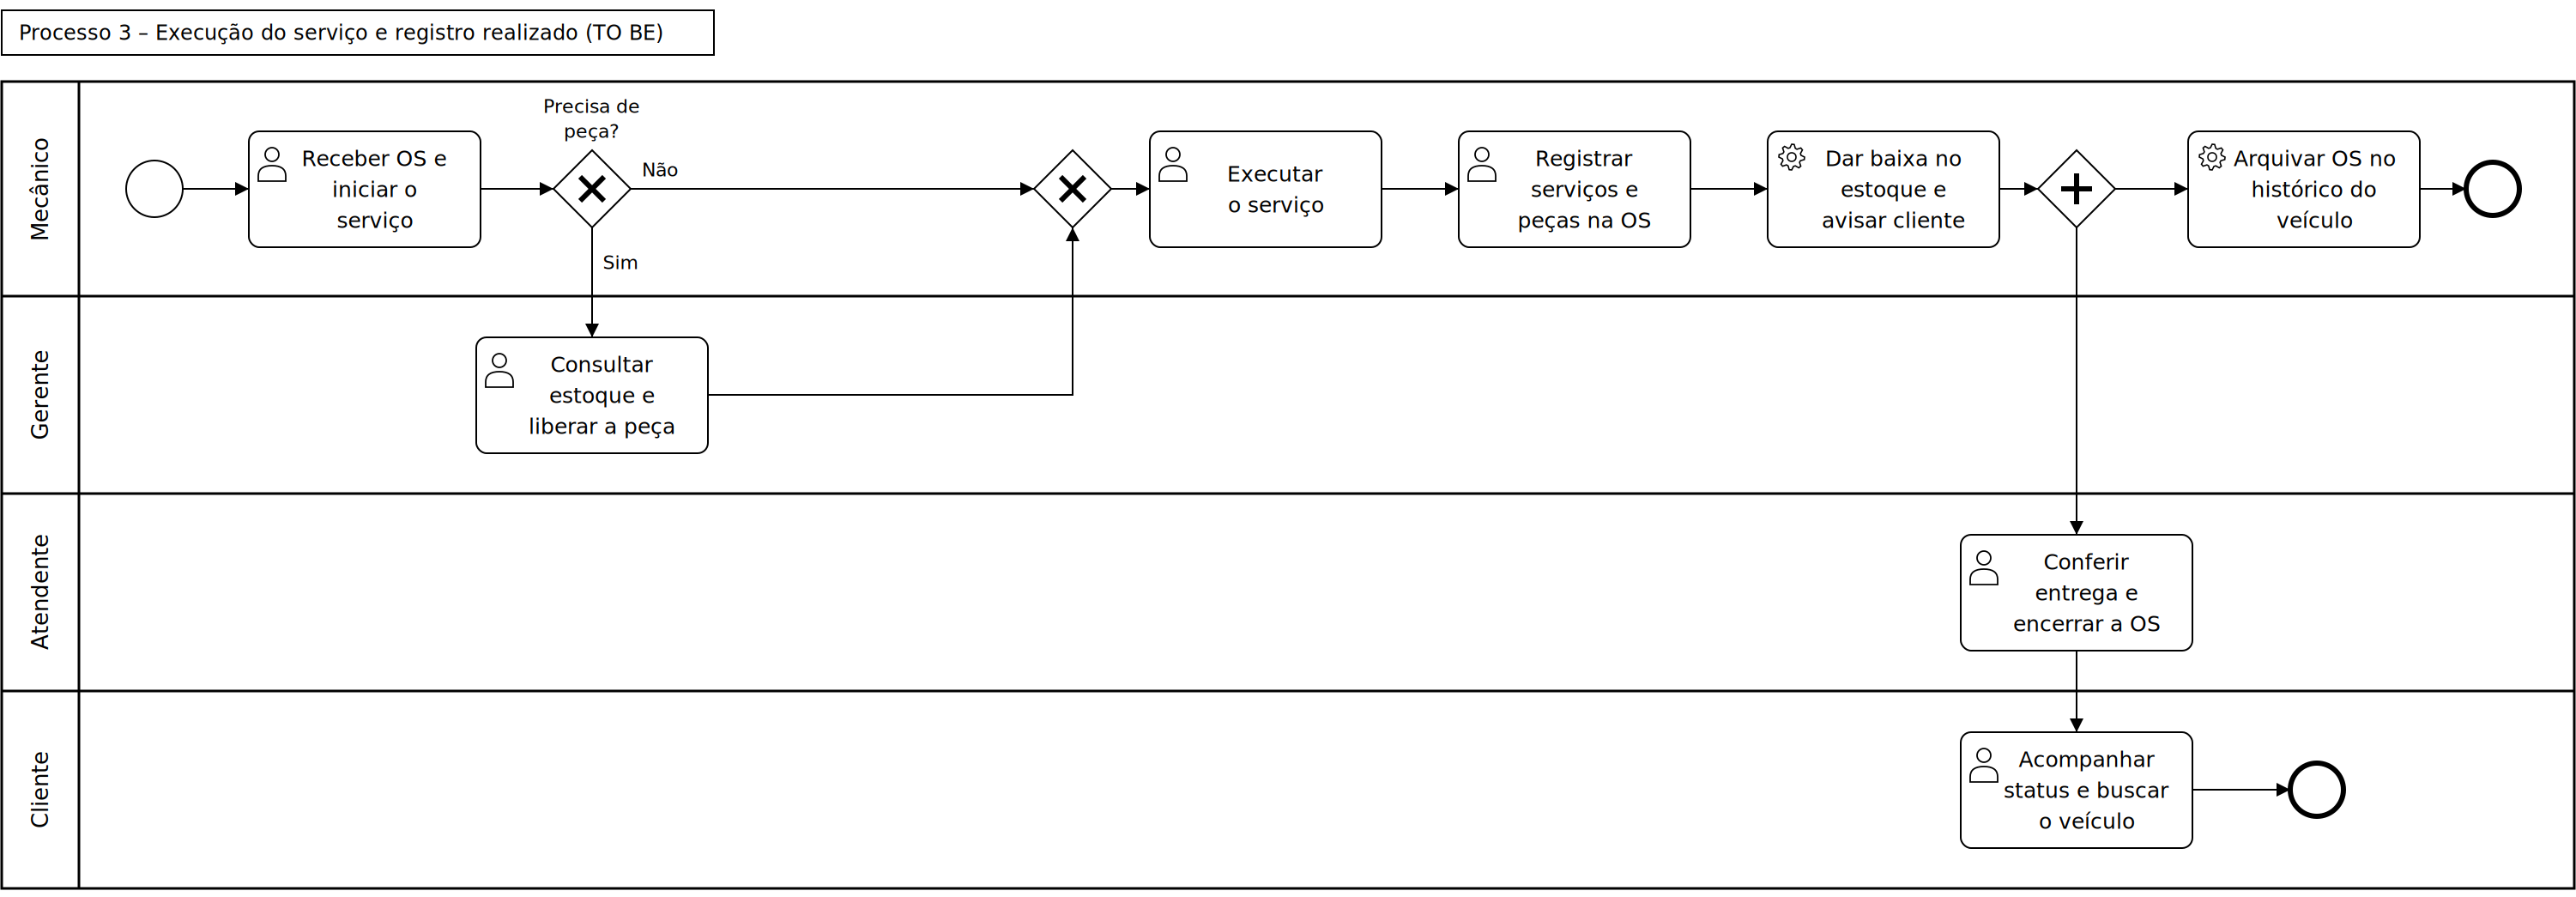 Processo 3 – Execução do serviço e registro realizado (TO BE)
Mecânico
Receber OS e
iniciar o
serviço
Precisa de
peça?
Não
Sim
Executar
o serviço
Registrar
serviços e
peças na OS
Dar baixa no
estoque e
avisar cliente
Arquivar OS no
histórico do
veículo
Gerente
Consultar
estoque e
liberar a peça
Atendente
Conferir
entrega e
encerrar a OS
Cliente
Acompanhar
status e buscar
o veículo